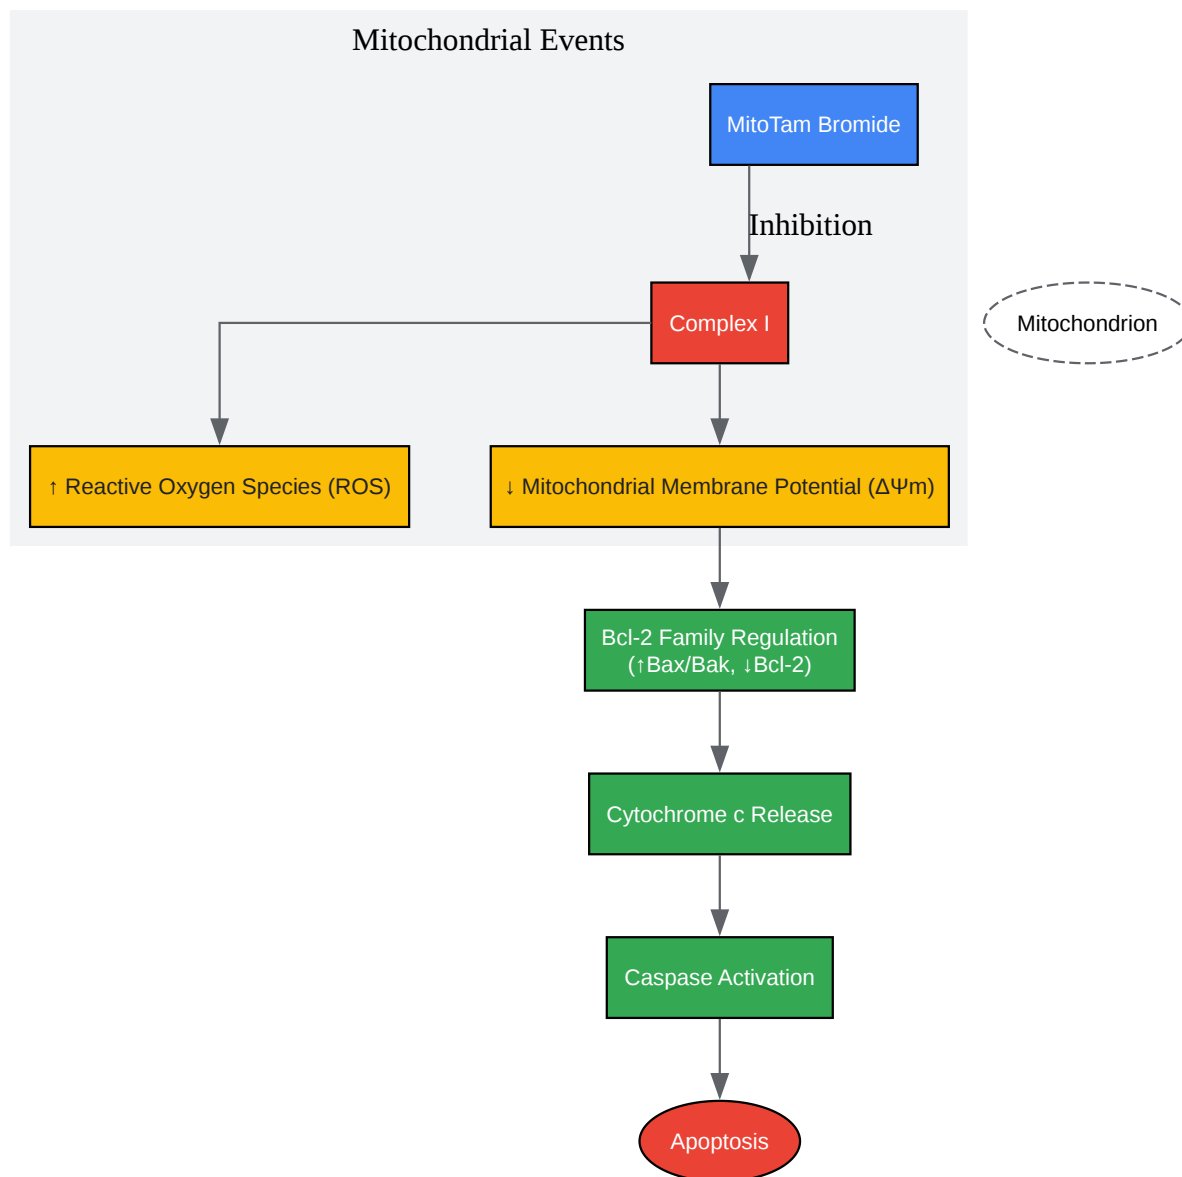 Mitochondrial Events
MitoTam Bromide
Inhibition
Complex I
Mitochondrion
↑ Reactive Oxygen Species (ROS)
↓ Mitochondrial Membrane Potential (ΔΨm)
Bcl-2 Family Regulation
(↑Bax/Bak, ↓Bcl-2)
Cytochrome c Release
Caspase Activation
Apoptosis